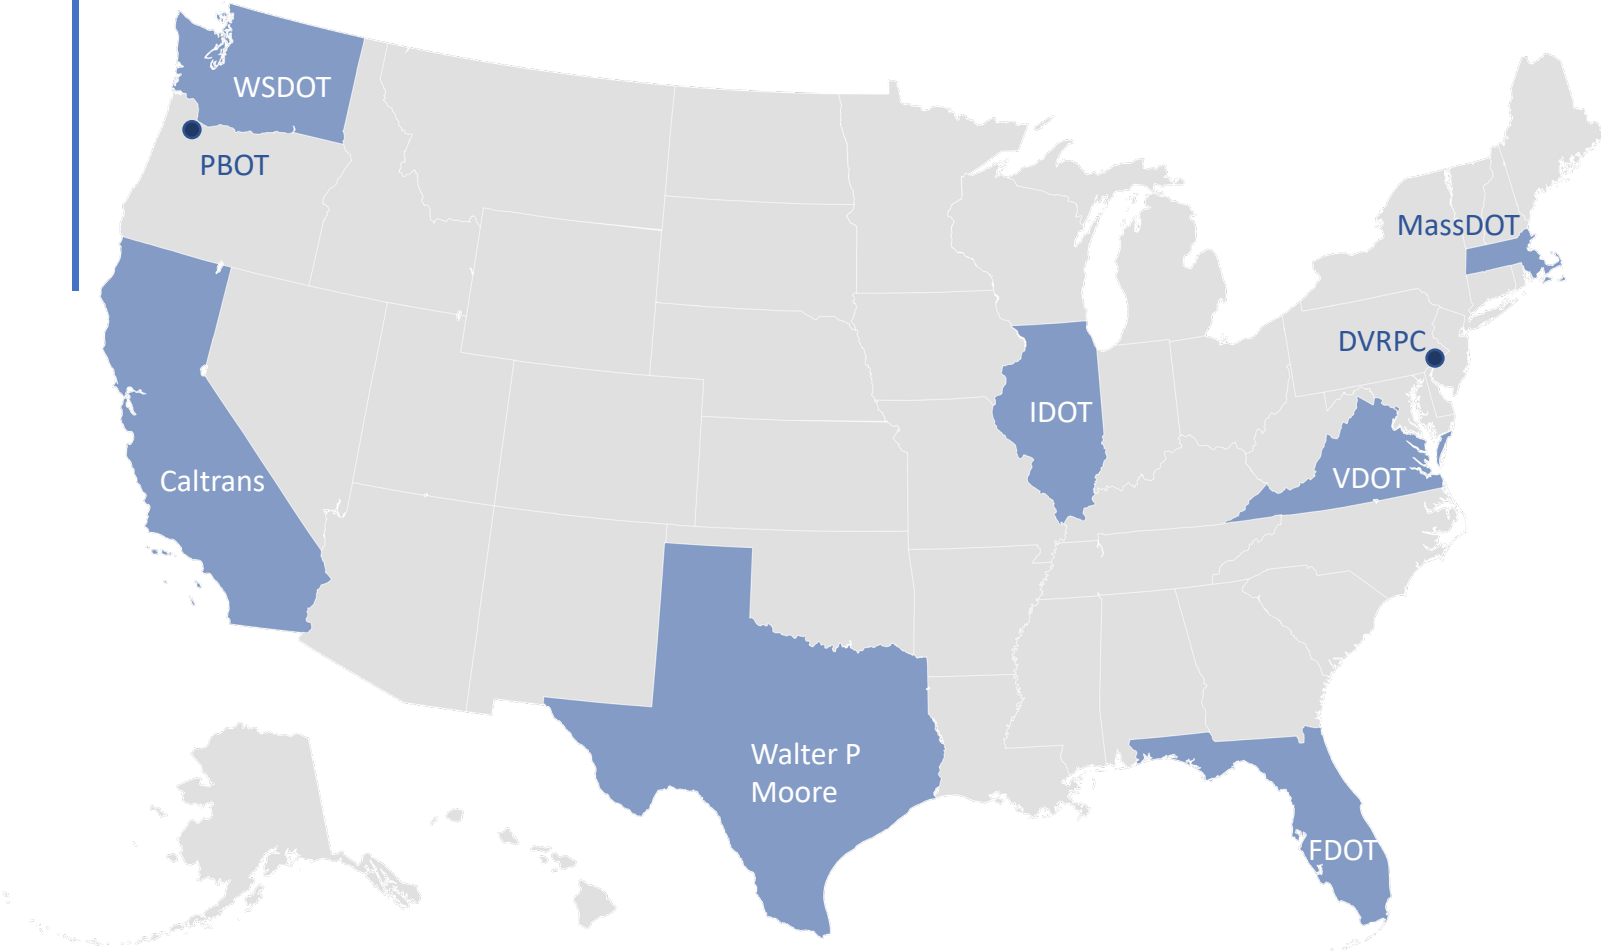 WSDOT
PBOT
MassDOT
DVRPC
IDOT
Caltrans
VDOT
Walter P
Moore
FDOT